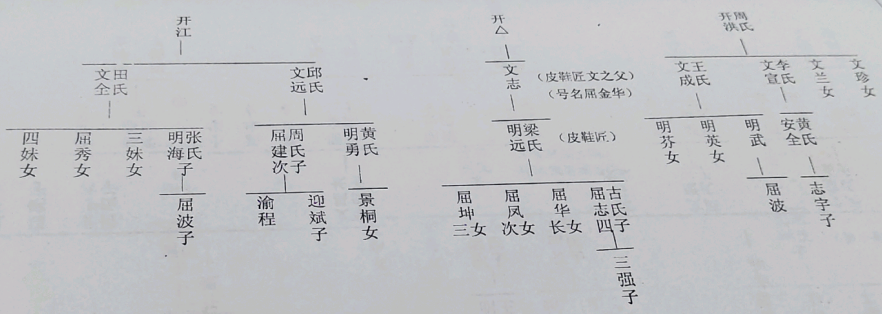 开江
田氏
文全
邱氏
文远
四妹女
屈秀女
三妹女
张氏
明海子
周氏
屈建次子
黄氏
明勇
屈波子
渝程
迎斌子
景桐女
开△
文志
(皮鞋匠文之父)
(号名屈金华)
梁氏
明远
(皮鞋匠)
屈坤三女
屈凤次女
屈华长女
古氏
屈志四子
三强子
周氏
开洪
王氏
文成
李氏
文宣
文兰女
文珍女
明芬女
明英女
明武
黄氏
安全
屈波
志宇子